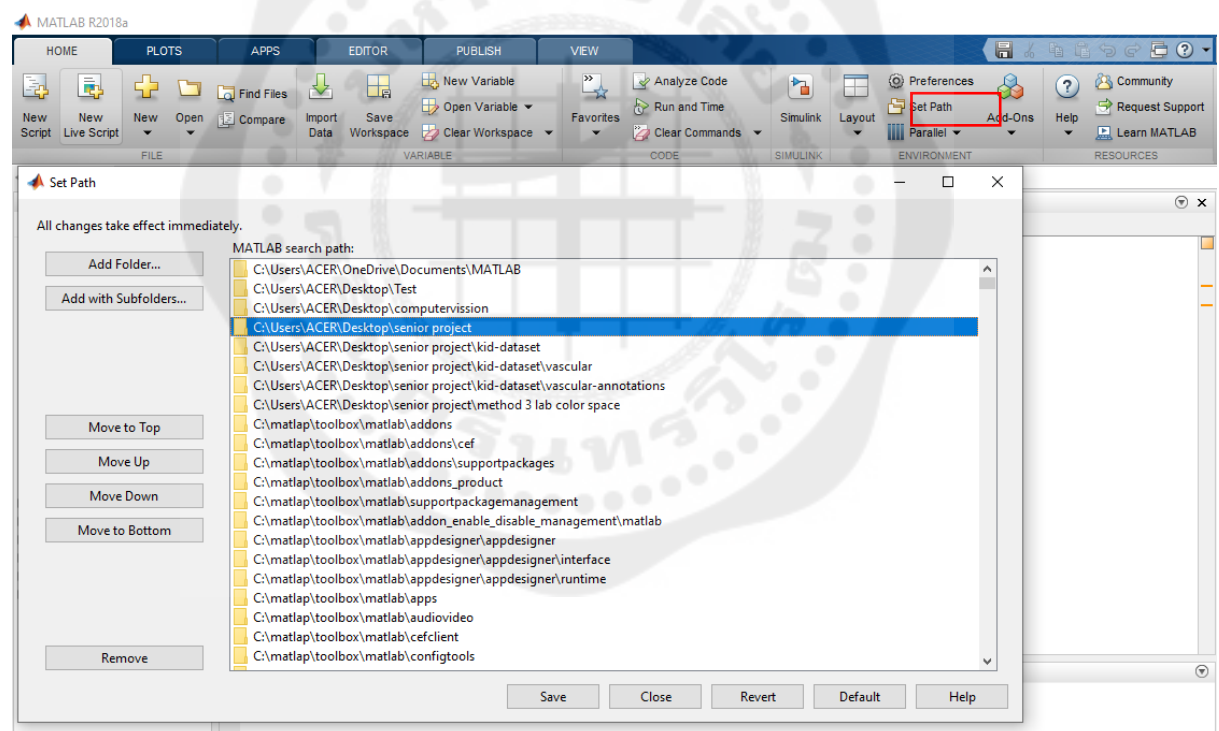 MATLAB R2018a
HOME PLOTS APPS EDITOR PUBLISH VIEW
New Script
New Live Script
New
Open
Find Files
Compare
Import Data
Save Workspace
New Variable
Open Variable
Clear Workspace
Favorites
Analyze Code
Run and Time
Clear Commands
Simulink
Layout
Preferences
Set Path
Parallel
Add-Ons
Help
Community
Request Support
Learn MATLAB
FILE VARIABLE CODE SIMULINK ENVIRONMENT RESOURCES
Set Path
All changes take effect immediately.
MATLAB search path:
Add Folder...
Add with Subfolders...
Move to Top
Move Up
Move Down
Move to Bottom
Remove
C:\Users\ACER\OneDrive\Documents\MATLAB
C:\Users\ACER\Desktop\Test
C:\Users\ACER\Desktop\computervission
C:\Users\ACER\Desktop\senior project
C:\Users\ACER\Desktop\senior project\kid-dataset
C:\Users\ACER\Desktop\senior project\kid-dataset\vascular
C:\Users\ACER\Desktop\senior project\kid-dataset\vascular-annotations
C:\Users\ACER\Desktop\senior project\method 3 lab color space
C:\matlap\toolbox\matlab\addons
C:\matlap\toolbox\matlab\addons\cef
C:\matlap\toolbox\matlab\addons\supportpackages
C:\matlap\toolbox\matlab\addons_product
C:\matlap\toolbox\matlab\supportpackagemanagement
C:\matlap\toolbox\matlab\addon_enable_disable_management\matlab
C:\matlap\toolbox\matlab\appdesigner\appdesigner
C:\matlap\toolbox\matlab\appdesigner\appdesigner\interface
C:\matlap\toolbox\matlab\appdesigner\appdesigner\runtime
C:\matlap\toolbox\matlab\apps
C:\matlap\toolbox\matlab\audiovideo
C:\matlap\toolbox\matlab\cefclient
C:\matlap\toolbox\matlab\configtools
Save Close Revert Default Help